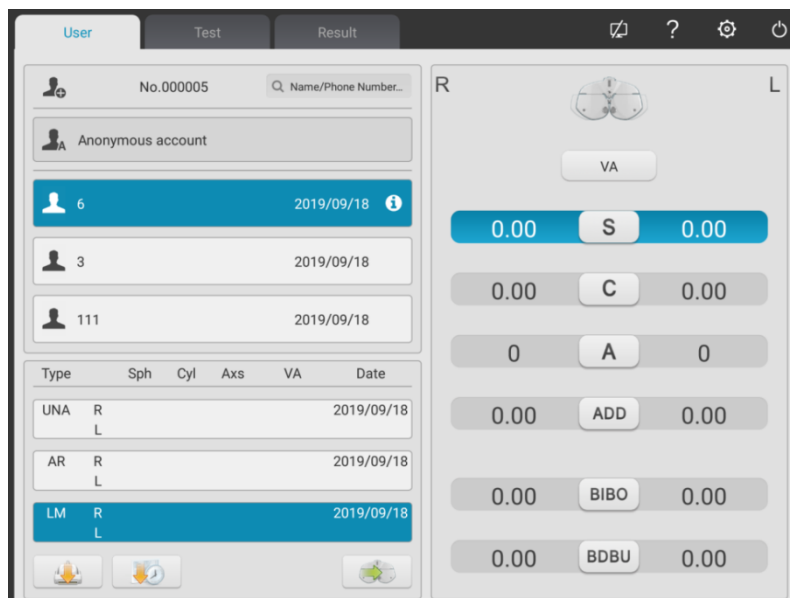 User Test Result ?
No.000005 Name/Phone Number...
A Anonymous account
6 2019/09/18 i
3 2019/09/18
111 2019/09/18
Type Sph Cyl Axs VA Date
UNA R 2019/09/18
L
AR R 2019/09/18
L
LM R 2019/09/18
L
R L
VA
0.00 S 0.00
0.00 C 0.00
0 A 0
0.00 ADD 0.00
0.00 BIBO 0.00
0.00 BDBU 0.00